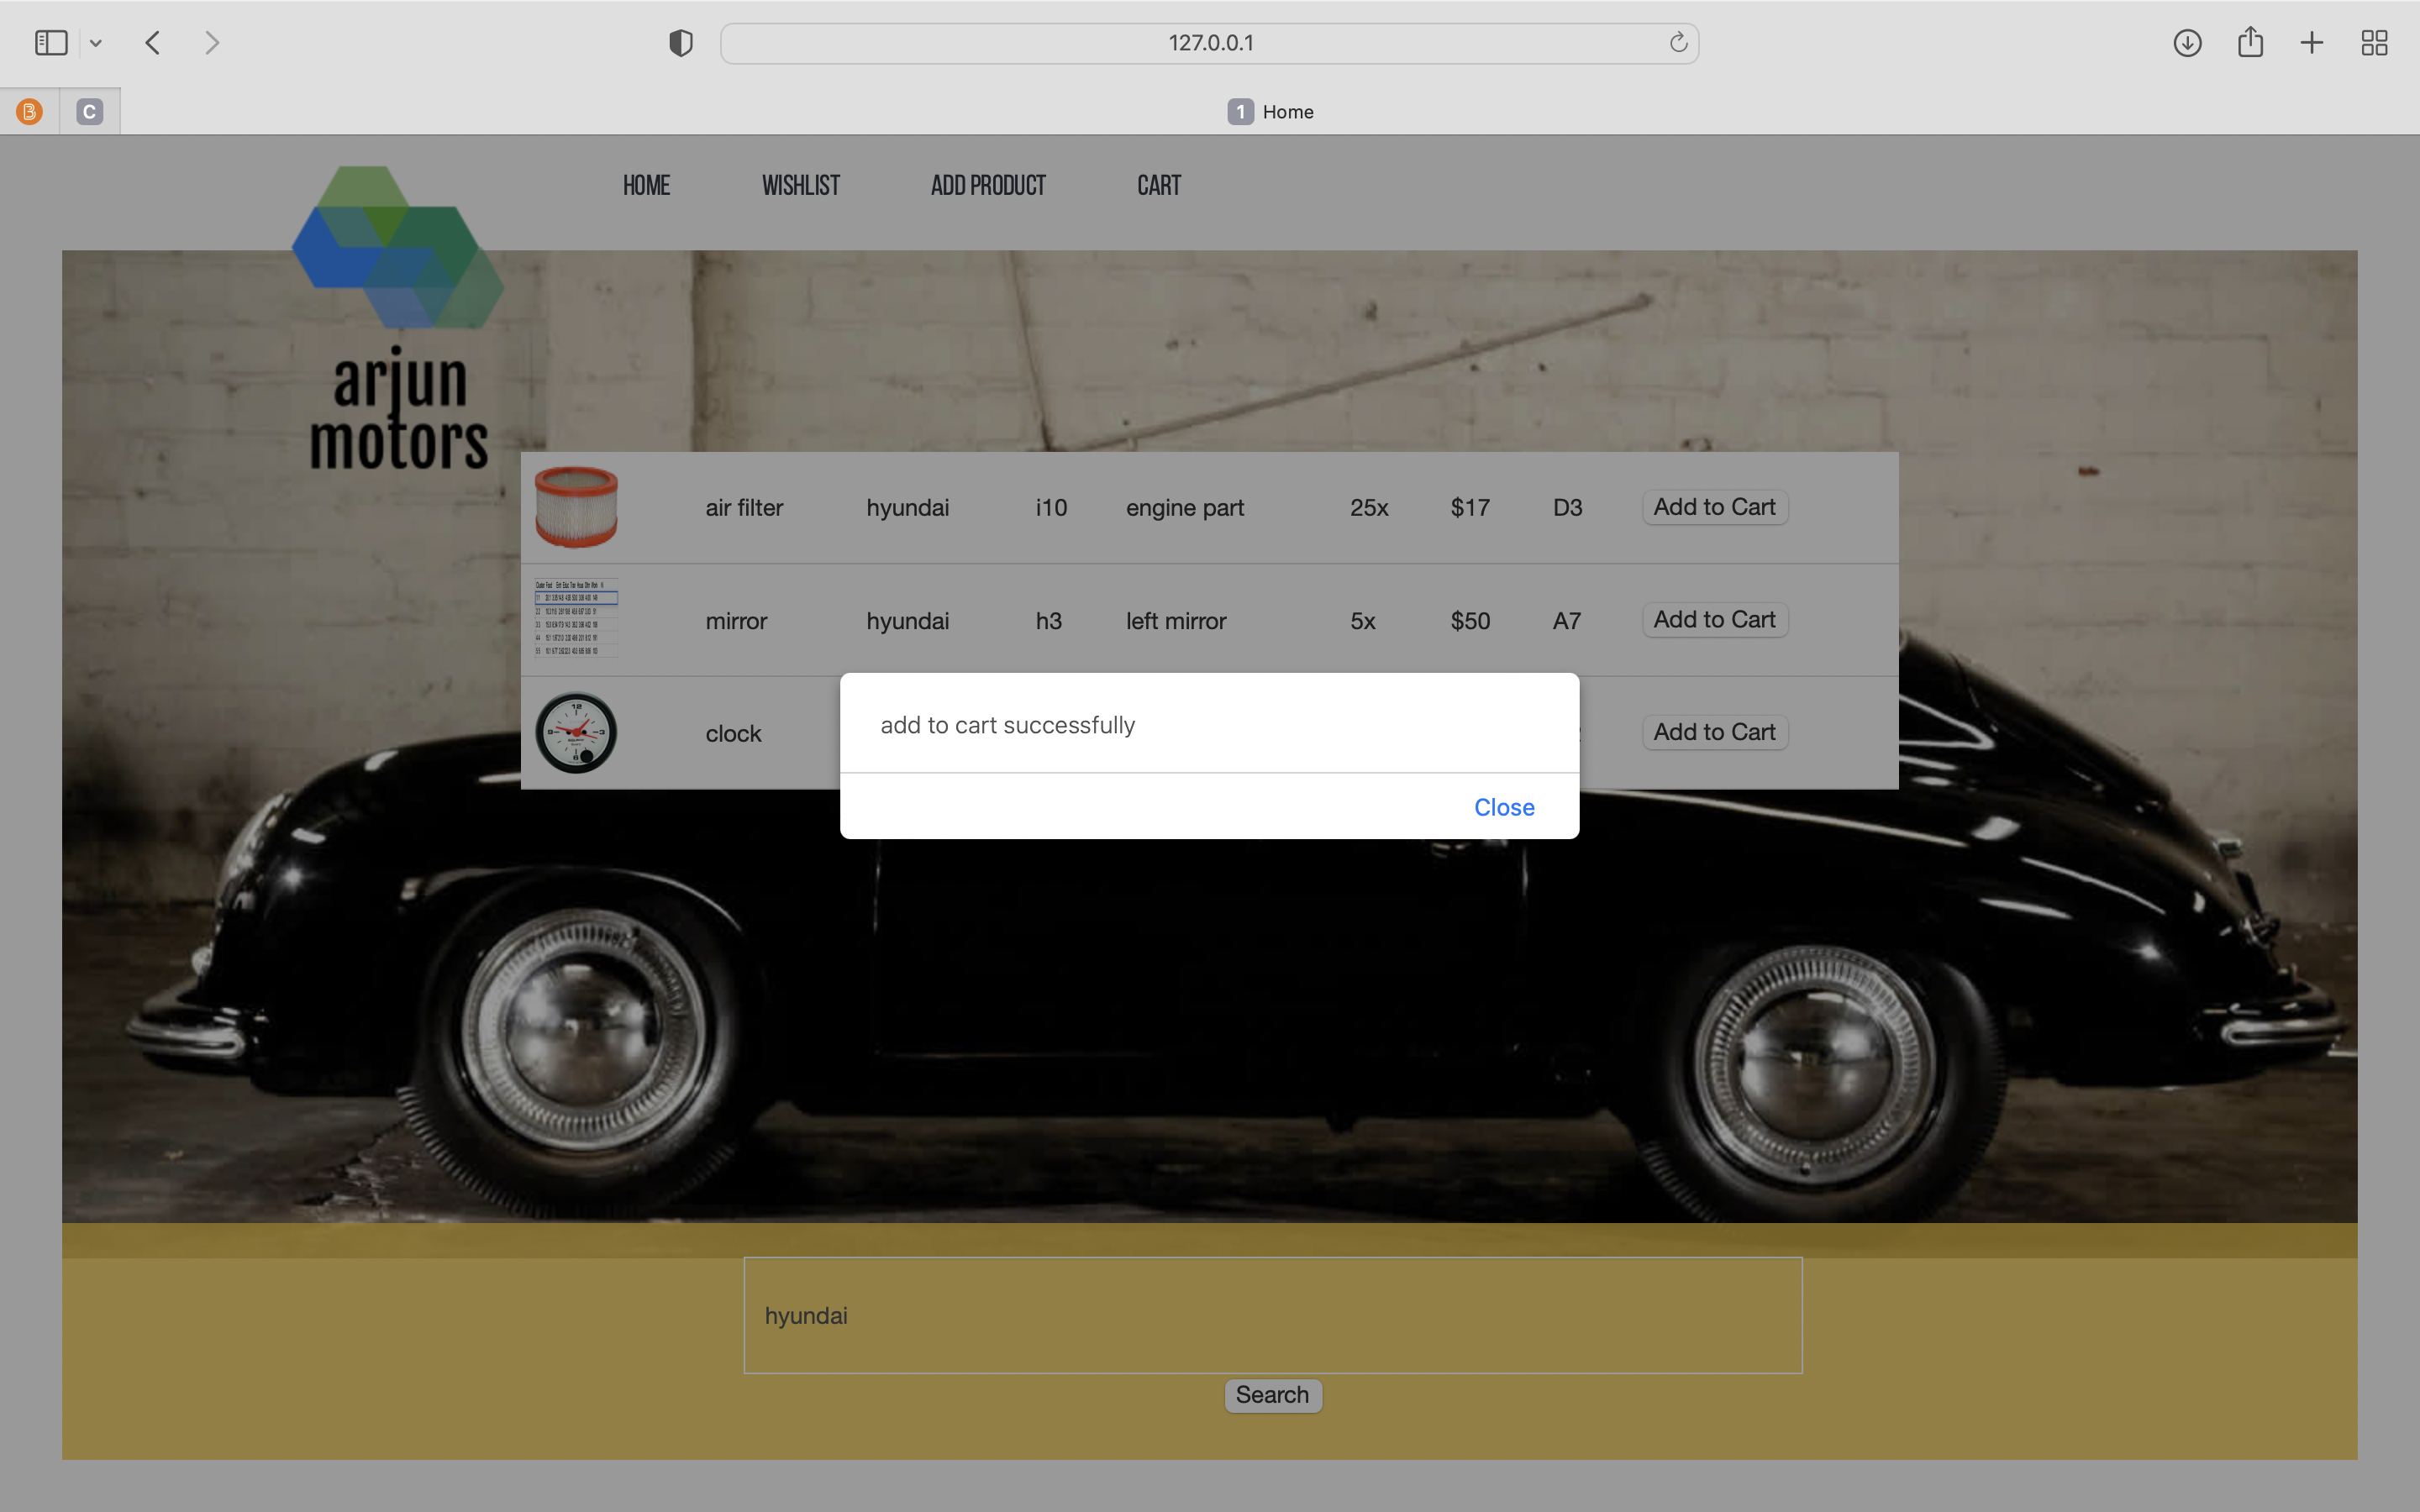 127.0.0.1
C
1 Home
HOME WISHLIST ADD PRODUCT CART
arjun
motors
air filter hyundai i10 engine part 25x $17 D3 Add to Cart
mirror hyundai h3 left mirror 5x $50 A7 Add to Cart
clock Add to Cart
add to cart successfully
Close
hyundai
Search